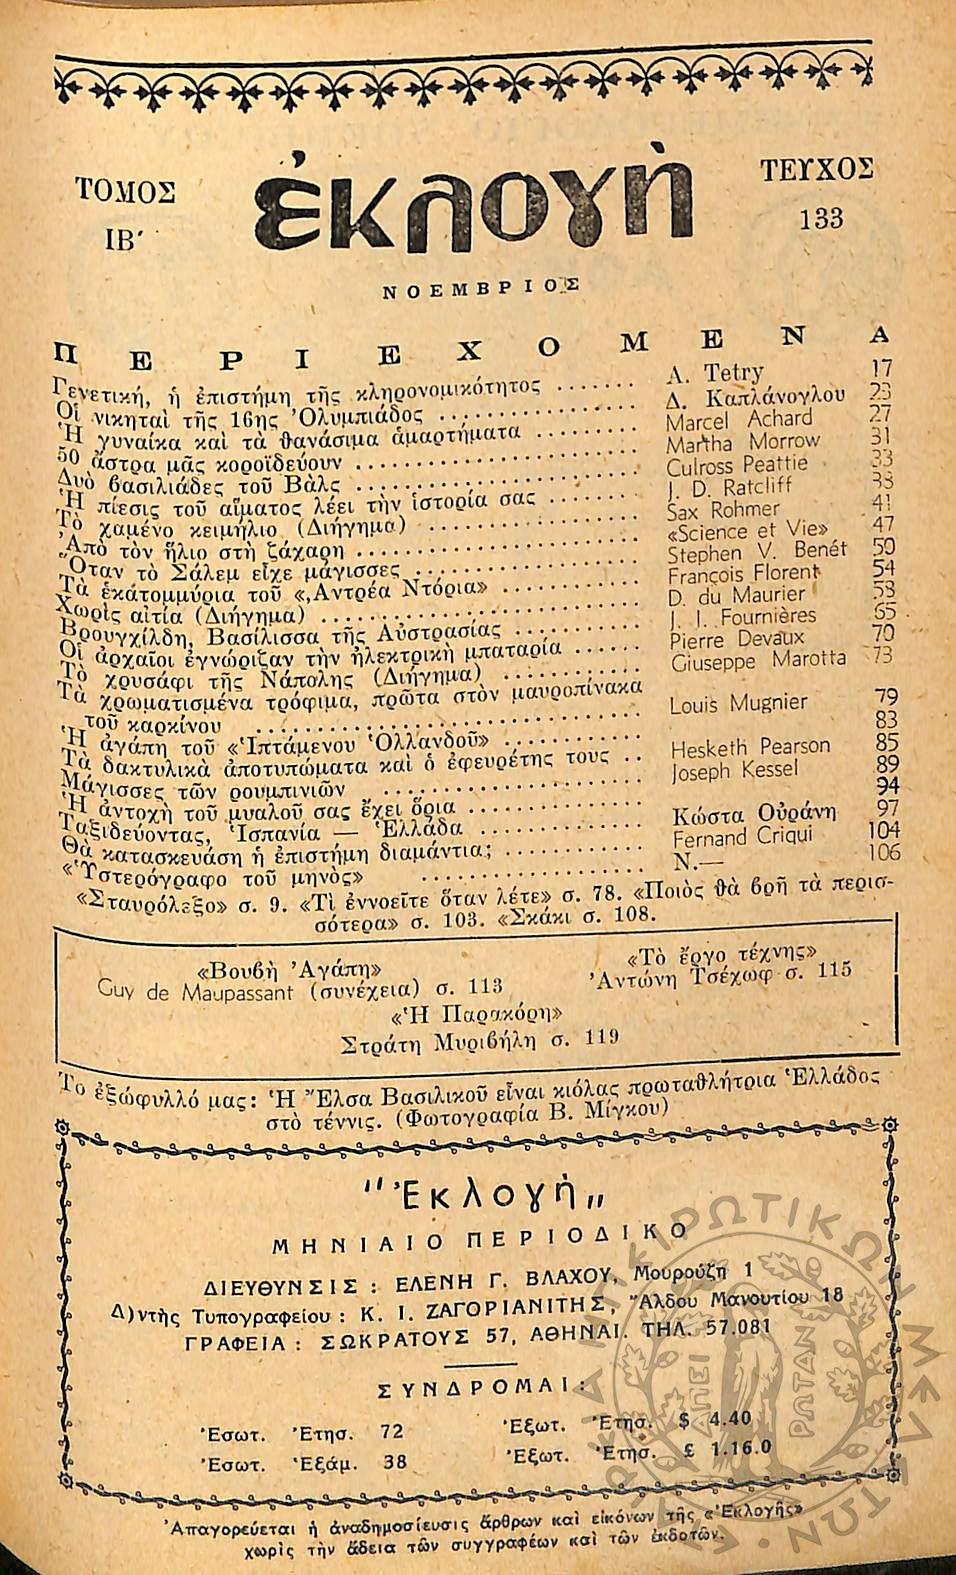 ΤΟΜΟΣ
ΙΒ´
ἐκλογὴ
ΤΕΥΧΟΣ
133
ΝΟΕΜΒΡΙΟΣ
ΠΕΡΙΕΧΟΜΕΝΑ
Γενετική, ἡ ἐπιστήμη τῆς κληρονομικότητος ....... A. Tetry 17
Οἱ νικηταὶ τῆς 16ης Ὀλυμπιάδος ................ Δ. Καπλάνογλου 23
Ἡ γυναίκα καὶ τὰ θανάσιμα ἁμαρτήματα ......... Marcel Achard 27
50 ἄστρα μᾶς κοροϊδεύουν ...................... Martha Morrow 31
Δυὸ βασιλιάδες τοῦ Βὰλς ...................... Culross Peattie 33
Ἡ πίεσις τοῦ αἵματος λέει τὴν ἱστορία σας ........ J. D. Ratcliff 38
Τὸ χαμένο κειμήλιο (Διήγημα) ................. Sax Rohmer 41
Ἀπὸ τὸν ἥλιο στὴ ζάχαρη ...................... «Science et Vie» 47
Ὅταν τὸ Σάλεμ εἶχε μάγισσες .................. Stephen V. Benét 50
Τὰ ἑκάτομμύρια τοῦ «Ἀντρέα Ντόρια» ........... François Florent 54
Χωρὶς αἰτία (Διήγημα) ......................... D. du Maurier 58
Βρουγχίλδη, Βασίλισσα τῆς Αὐστρασίας .......... J. J. Fournières 65
Οἱ ἀρχαῖοι ἐγνώριζαν τὴν ἠλεκτρικὴ μπαταρία ...... Pierre Devaux 70
Τὸ χρυσάφι τῆς Νάπολης (Διήγημα) ............ Giuseppe Marotta 73
Τὰ χρωματισμένα τρόφιμα, πρῶτα στὸν μαυροπίνακα
τοῦ καρκίνου ............................... Louis Mugnier 79
Ἡ ἀγάπη τοῦ «Ἱπτάμενου Ὁλλανδοῦ» ............ 83
Τὰ δακτυλικὰ ἀποτυπώματα καὶ ὁ ἐφευρέτης τους .. Hesketh Pearson 85
Μάγισσες τῶν ρουμπινιῶν ...................... Joseph Kessel 89
Ἡ ἀντοχὴ τοῦ μυαλοῦ σας ἔχει ὅρια .............. 94
Ταξιδεύοντας, Ἱσπανία — Ἑλλάδα .............. Κώστα Οὐράνη 97
Θὰ κατασκευάση ἡ ἐπιστήμη διαμάντια; ............ Fernand Criqui 104
«Ὑστερόγραφο τοῦ μηνὸς» ................... Ν.— 106
«Σταυρόλεξο» σ. 9. «Τὶ ἐννοεῖτε ὅταν λέτε» σ. 78. «Ποιὸς θὰ βρῆ τὰ περισ-
σότερα» σ. 103. «Σκάκι σ. 108.
«Βουβὴ Ἀγάπη»
Guy de Maupassant (συνέχεια) σ. 113
«Τὸ ἔργο τέχνης»
Ἀντώνη Τσέχωφ σ. 115
«Ἡ Παρακόρη»
Στράτη Μυριβήλη σ. 119
Το ἐξώφυλλό μας: Ἡ Ἔλσα Βασιλικοῦ εἶναι κιόλας πρωταθλήτρια Ἑλλάδος
στὸ τέννις. (Φωτογραφία Β. Μίγκου)
"Ἐκλογὴ„
ΜΗΝΙΑΙΟ ΠΕΡΙΟΔΙΚΟ
ΔΙΕΥΘΥΝΣΙΣ : ΕΛΕΝΗ Γ. ΒΛΑΧΟΥ, Μουρούζη 1
Δ)ντὴς Τυπογραφείου : Κ. Ι. ΖΑΓΟΡΙΑΝΙΤΗΣ, Ἄλδου Μανουτίου 18
ΓΡΑΦΕΙΑ : ΣΩΚΡΑΤΟΥΣ 57, ΑΘΗΝΑΙ. ΤΗΛ. 57.081
ΣΥΝΔΡΟΜΑΙ:
Ἐσωτ. Ἐτησ. 72
Ἐξωτ. Ἐτησ. $ 4.40
Ἐσωτ. Ἑξάμ. 38
Ἐξωτ. Ἐτησ. £ 1.16.0
Ἀπαγορεύεται ἡ ἀναδημοσίευσις ἄρθρων καὶ εἰκόνων τῆς «Ἐκλογῆς»
χωρὶς τὴν ἄδεια τῶν συγγραφέων καὶ τῶν ἐκδοτῶν.
ΑΠΕΙ ΡΩΤΑΝ